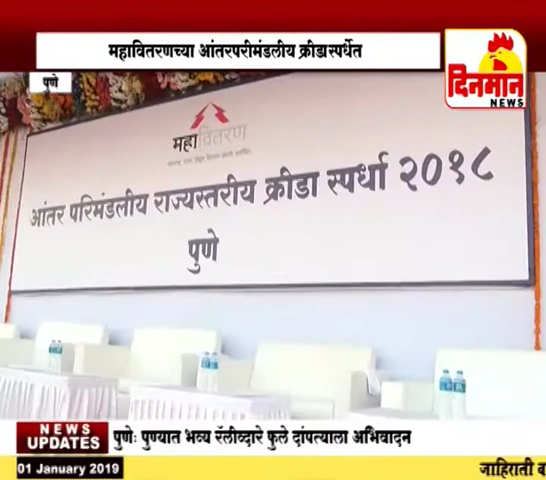 महावितरणच्या आंतरपरीमंडलीय क्रीडास्पर्धेत
पुणे
दिनमान
NEWS
महावितरण
आंतर परिमंडलीय राज्यस्तरीय क्रीडा स्पर्धा २०१८
पुणे
NEWS
UPDATES
पुणेः पुण्यात भव्य रॅलीव्दारे फुले दांपत्याला अभिवादन
01 January 2019
जाहिराती